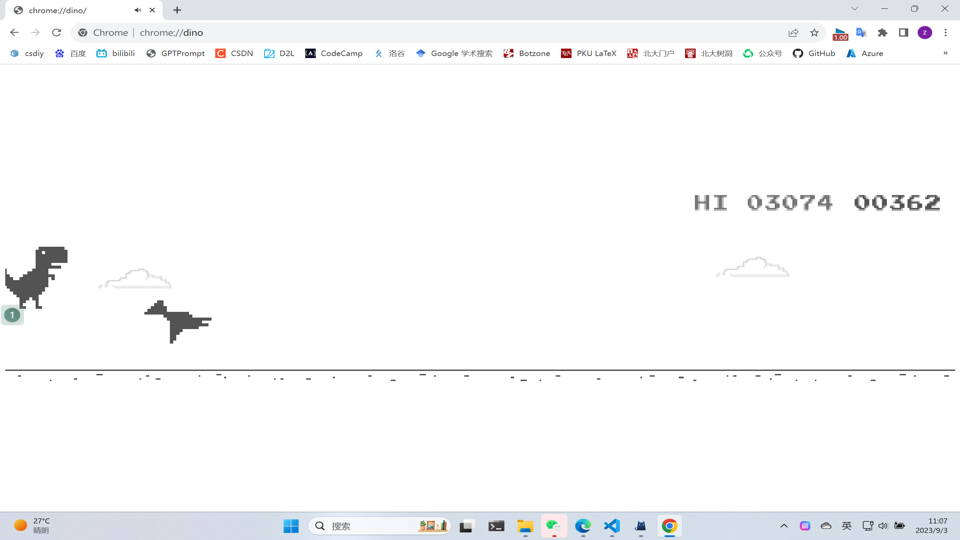 chrome://dino/
Chrome | chrome://dino
1.00
z
csdiy 百度 bilibili GPTPrompt CSDN D2L CodeCamp 洛谷 Google 学术搜索 Botzone PKU LaTeX 北大门户 北大树洞 公众号 GitHub Azure »
HI 03074 00362
1
27°C
晴朗
搜索
英
11:07
2023/9/3